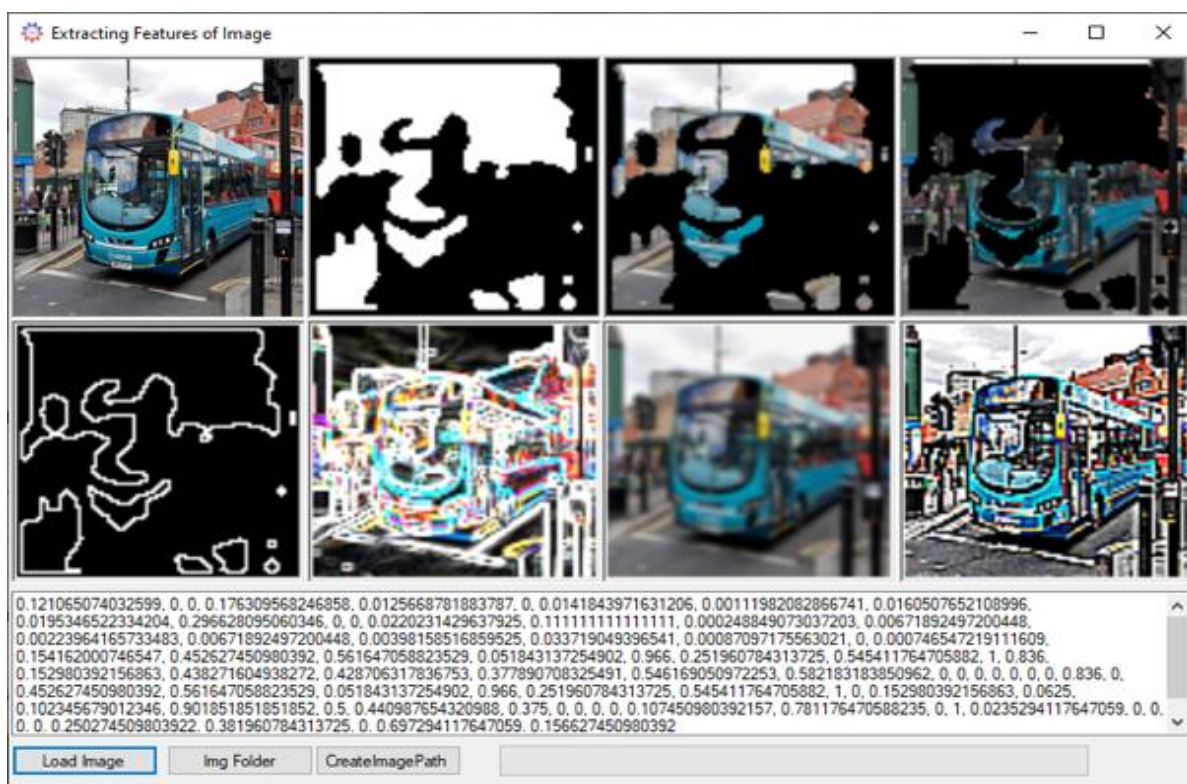 Extracting Features of Image
0.121065074032599, 0, 0, 0.176309568246858, 0.012566878188378​7, 0, 0.0141843971631206, 0.00111982082866741, 0.01605076521​08996,
0.0195346522334204, 0.296628095060346, 0, 0, 0.0220231429637925, 0.111111111111111, 0.000248849073037203, 0.006718924972​00448,
0.00223964165733483, 0.00671892497200448, 0.00398158516859525, 0.033719049396541, 0.000870971755630​21, 0, 0.000746547219111609,
0.154162000746547, 0.452627450980392, 0.561647058823529, 0.051843137254902, 0.966, 0.251960784313725, 0.545411764705882, 1, 0.836,
0.152980392156863, 0.438271604938272, 0.428706317836753, 0.377890708325491, 0.546169050972253, 0.582183183850962, 0, 0, 0, 0, 0, 0, 0, 0.836, 0,
0.452627450980392, 0.561647058823529, 0.051843137254902, 0.966, 0.251960784313725, 0.545411764705882, 1, 0, 0.152980392156863, 0.0625,
0.102345679012346, 0.901851851851852, 0.5, 0.440987654320988, 0.375, 0, 0, 0, 0, 0.107450980392157, 0.781176470588235, 0, 1, 0.0235294117647059, 0, 0,
0, 0, 0.250274509803922, 0.381960784313725, 0, 0.697294117647059, 0.156627450980392
Load Image
Img Folder
CreateImagePath